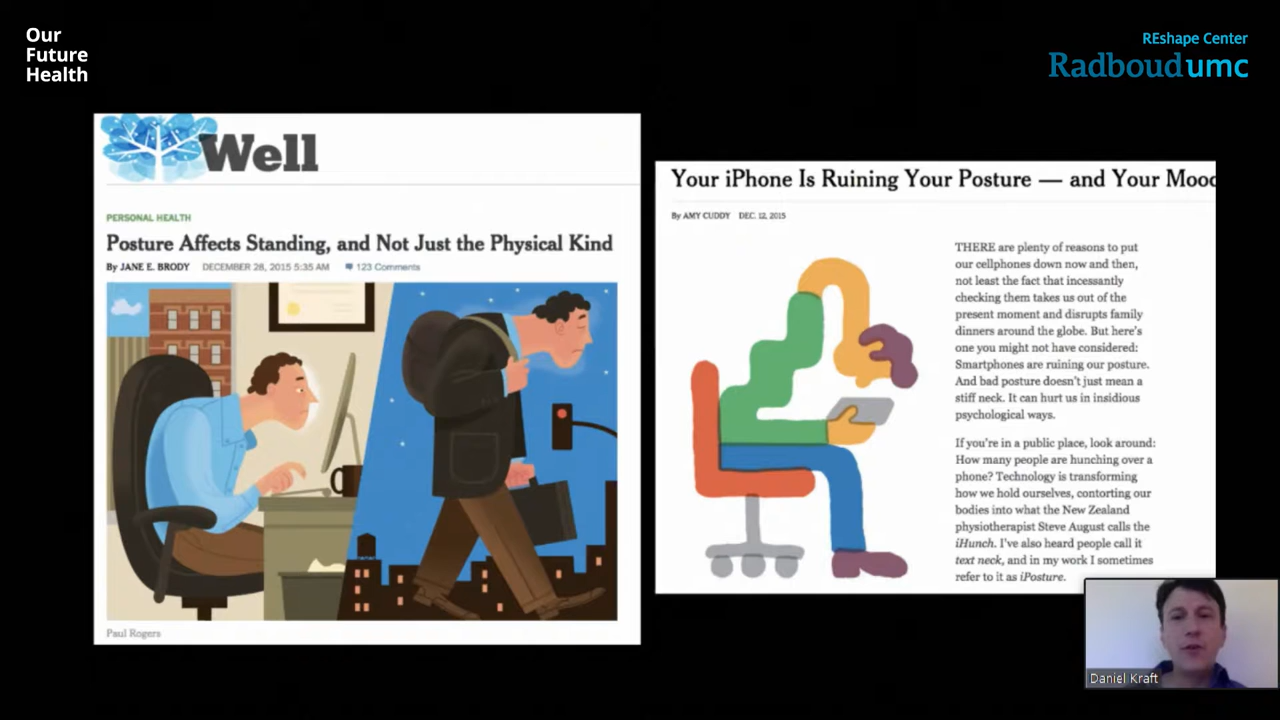 Our
Future
Health
REshape Center
Radboudumc
Well
PERSONAL HEALTH
Posture Affects Standing, and Not Just the Physical Kind
By JANE E. BRODY DECEMBER 28, 2015 5:35 AM 123 Comments
Paul Rogers
Your iPhone Is Ruining Your Posture — and Your Mood
By AMY CUDDY DEC. 12, 2015
THERE are plenty of reasons to put
our cellphones down now and then,
not least the fact that incessantly
checking them takes us out of the
present moment and disrupts family
dinners around the globe. But here's
one you might not have considered:
Smartphones are ruining our posture.
And bad posture doesn't just mean a
stiff neck. It can hurt us in insidious
psychological ways.
If you're in a public place, look around:
How many people are hunching over a
phone? Technology is transforming
how we hold ourselves, contorting our
bodies into what the New Zealand
physiotherapist Steve August calls the
iHunch. I've also heard people call it
text neck, and in my work I sometimes
refer to it as iPosture.
Daniel Kraft